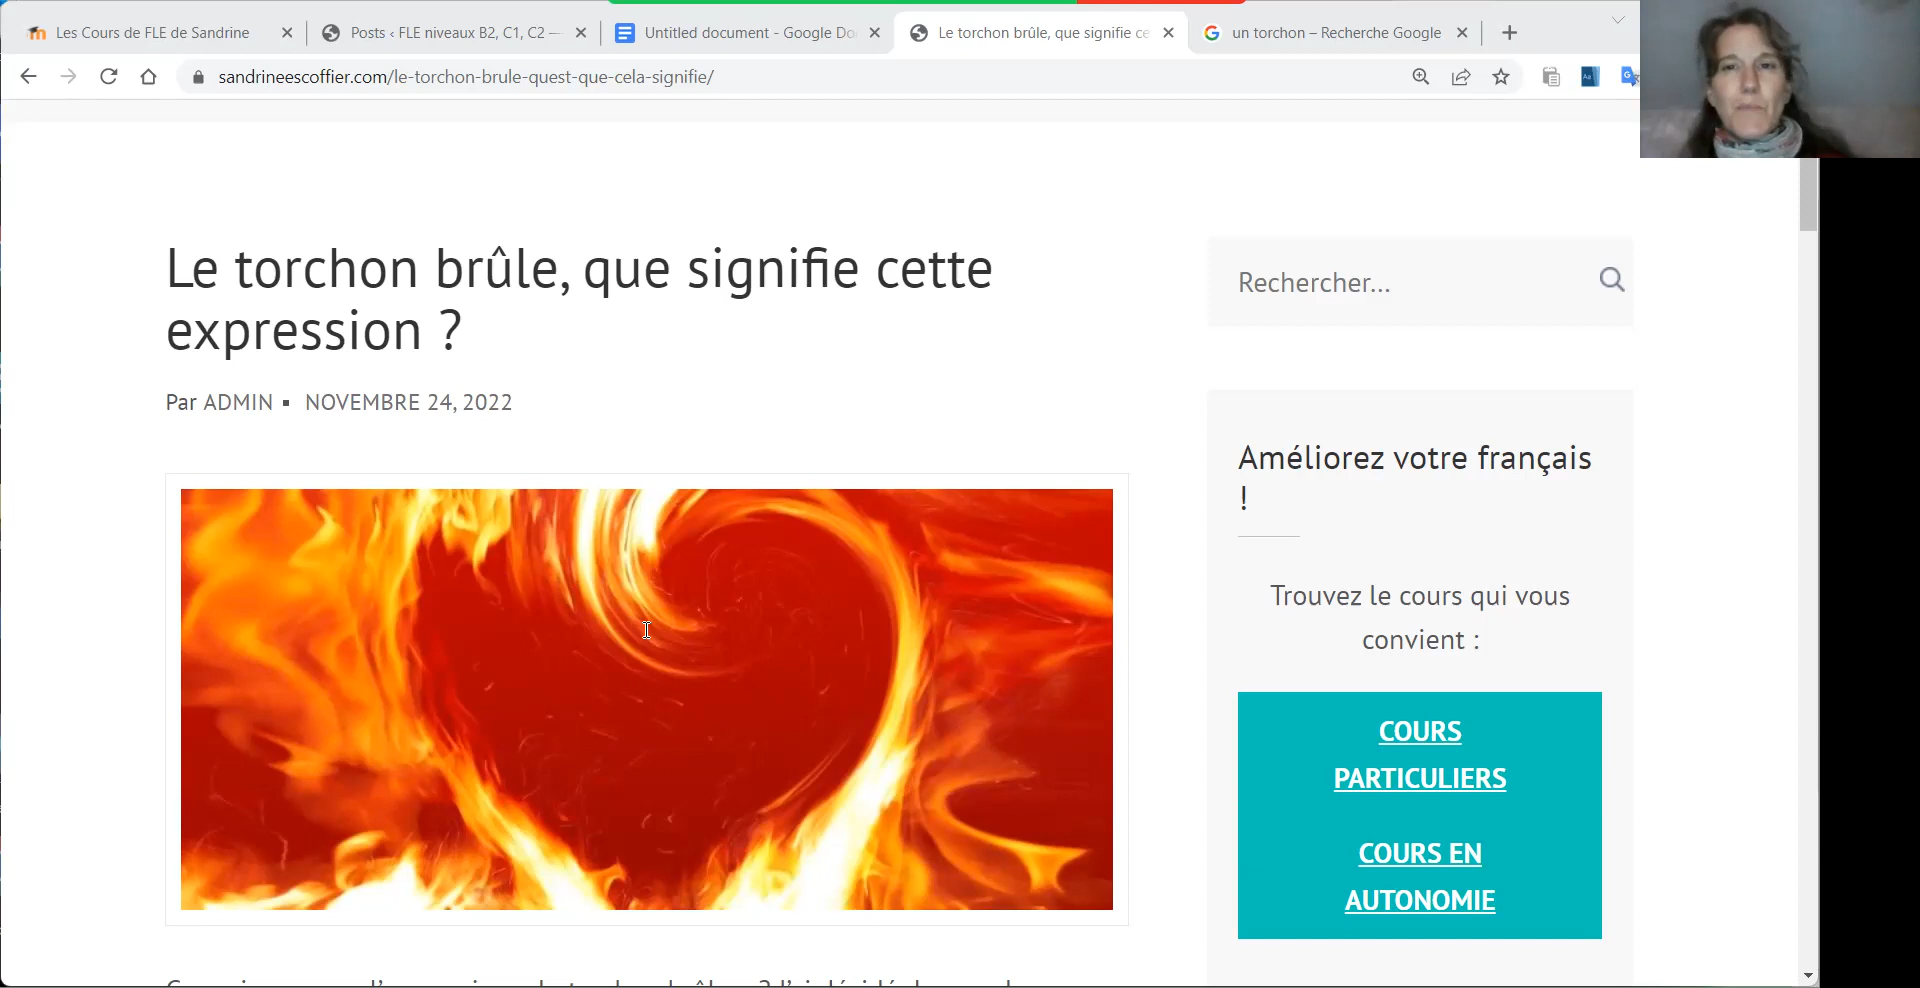 Les Cours de FLE de Sandrine
Posts ‹ FLE niveaux B2, C1, C2 —
Untitled document - Google Do
Le torchon brûle, que signifie ce
un torchon – Recherche Google
sandrineescoffier.com/le-torchon-brule-quest-que-cela-signifie/
Le torchon brûle, que signifie cette
expression ?
Par ADMIN ▪ NOVEMBRE 24, 2022
Rechercher...
Améliorez votre français
!
Trouvez le cours qui vous
convient :
COURS
PARTICULIERS
COURS EN
AUTONOMIE